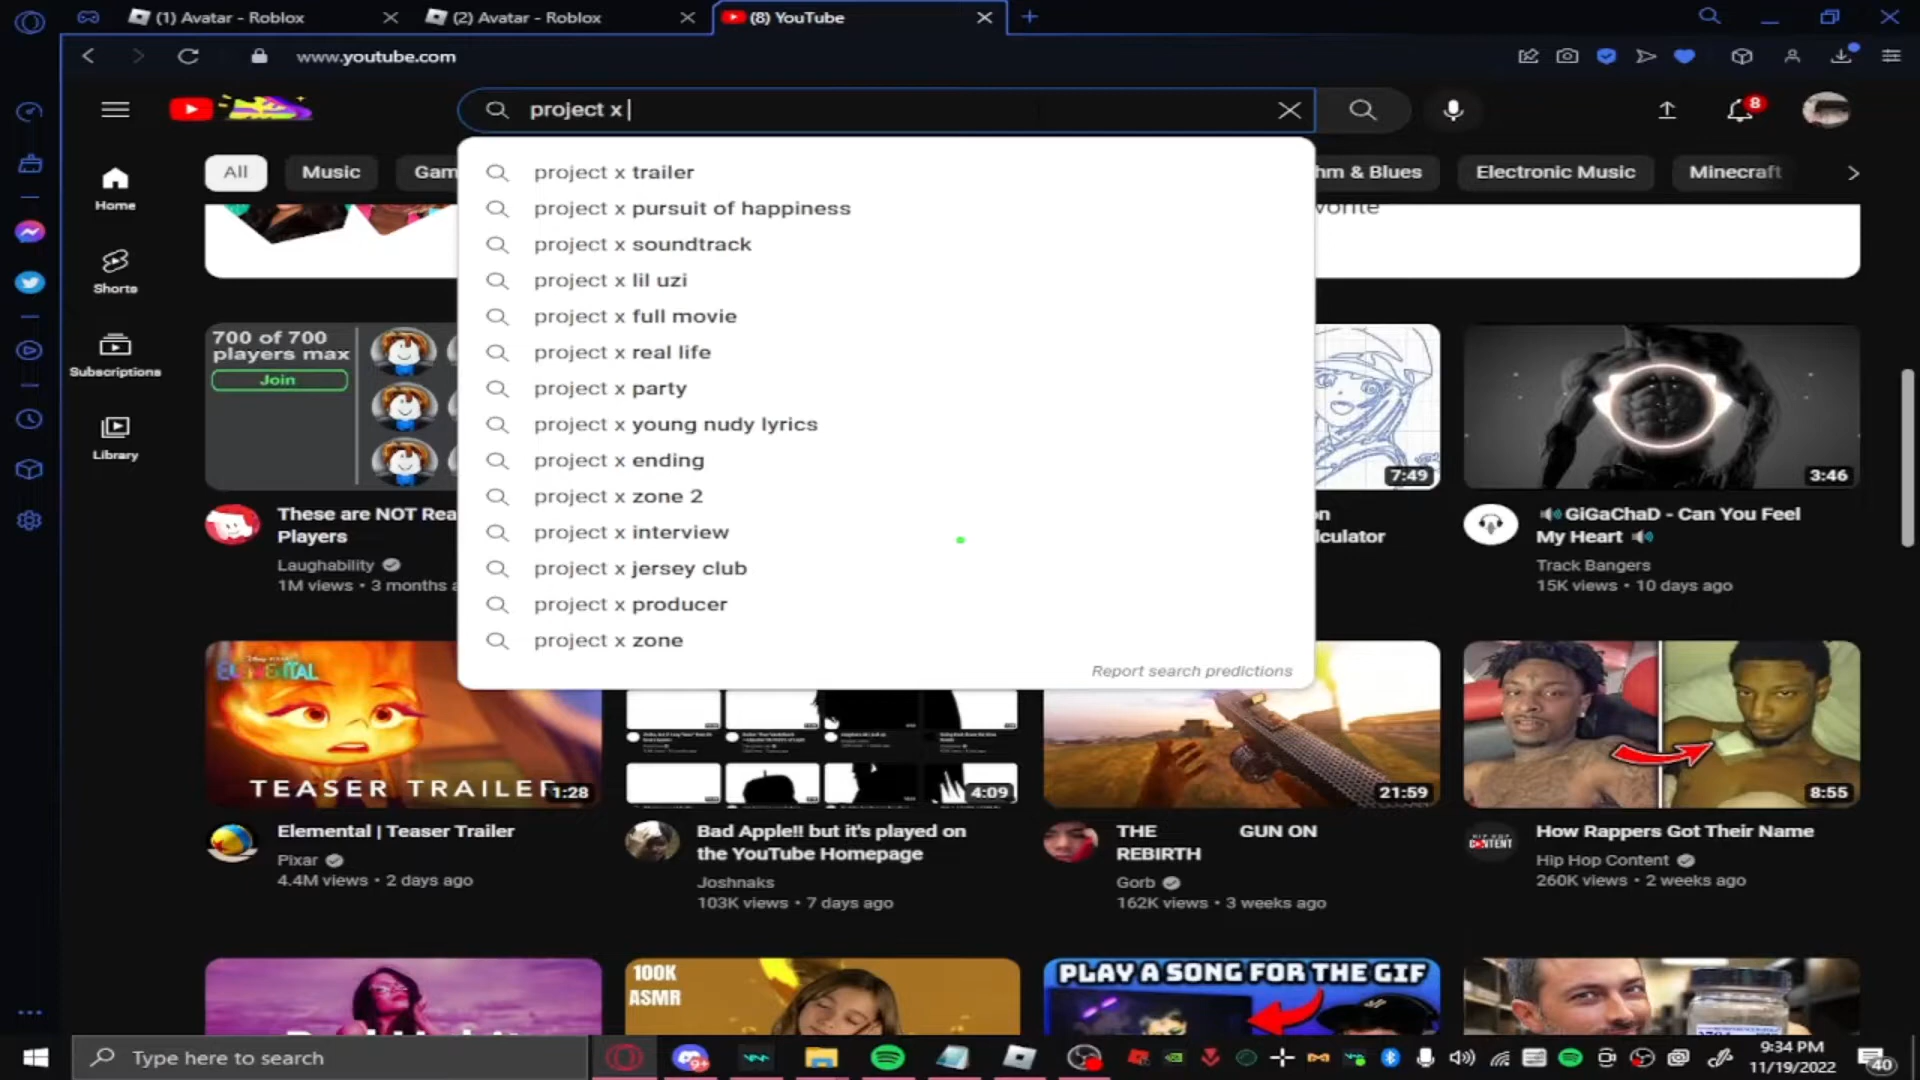 (1) Avatar - Roblox
(2) Avatar - Roblox
(8) YouTube
www.youtube.com
project x
8
All
Music
Gam
hm & Blues
Electronic Music
Minecraft
project x trailer
project x pursuit of happiness
project x soundtrack
project x lil uzi
project x full movie
project x real life
project x party
project x young nudy lyrics
project x ending
project x zone 2
project x interview
project x jersey club
project x producer
project x zone
Report search predictions
Home
Shorts
Subscriptions
Library
vorite
700 of 700
players max
Join
7:49
3:46
These are NOT Rea
Players
Laughability
1M views • 3 months a
n
lculator
GiGaChaD - Can You Feel
My Heart
Track Bangers
15K views • 10 days ago
ELEMENTAL
TEASER TRAILER
1:28
4:09
21:59
8:55
Elemental | Teaser Trailer
Pixar
4.4M views • 2 days ago
Bad Apple!! but it's played on
the YouTube Homepage
Joshnaks
103K views • 7 days ago
THE GUN ON
REBIRTH
Gorb
162K views • 3 weeks ago
HIP HOP
CONTENT
How Rappers Got Their Name
Hip Hop Content
260K views • 2 weeks ago
100K
ASMR
PLAY A SONG FOR THE GIF
Type here to search
9+
9:34 PM
11/19/2022
40